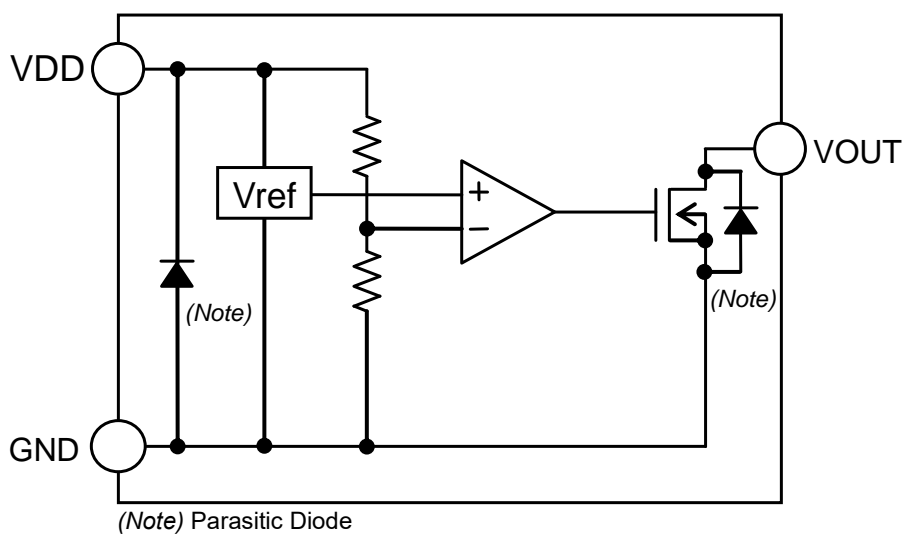 VDD
VOUT
Vref
+
−
(Note)
(Note)
GND
(Note) Parasitic Diode